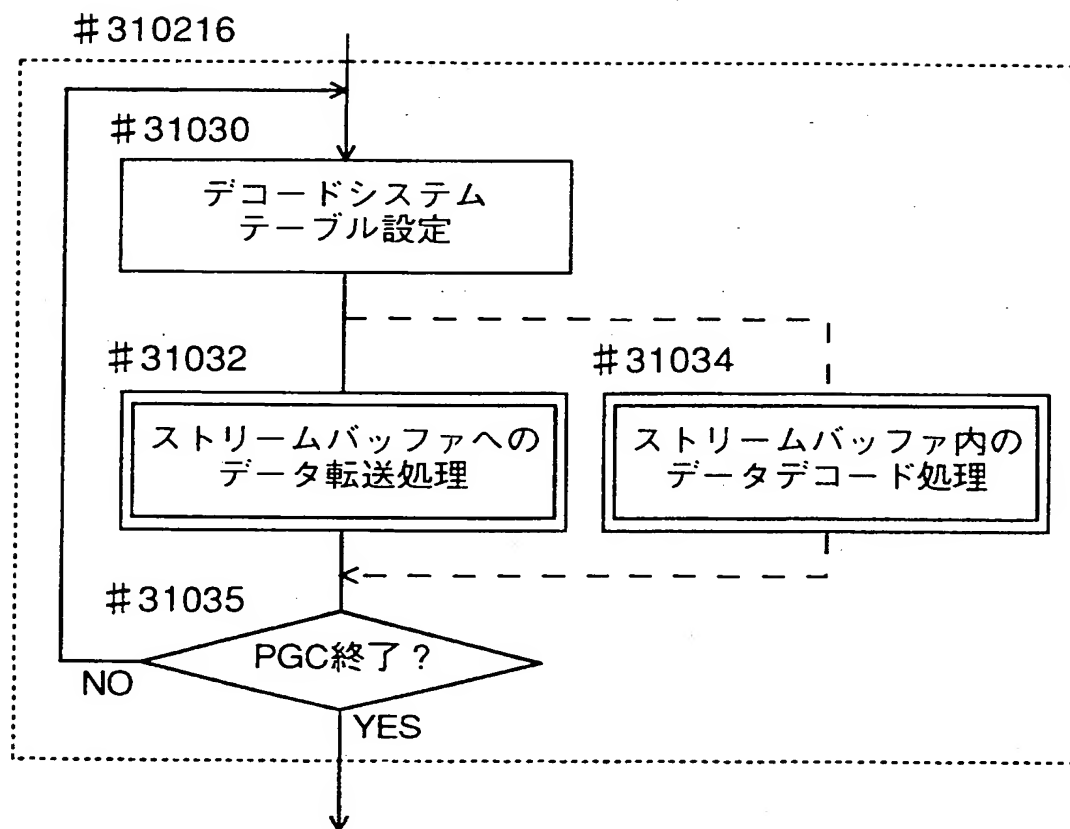 #310216
#31030
デコードシステム
テーブル設定
#31032
#31034
ストリームバッファへの
データ転送処理
ストリームバッファ内の
データデコード処理
#31035
PGC終了?
NO
YES